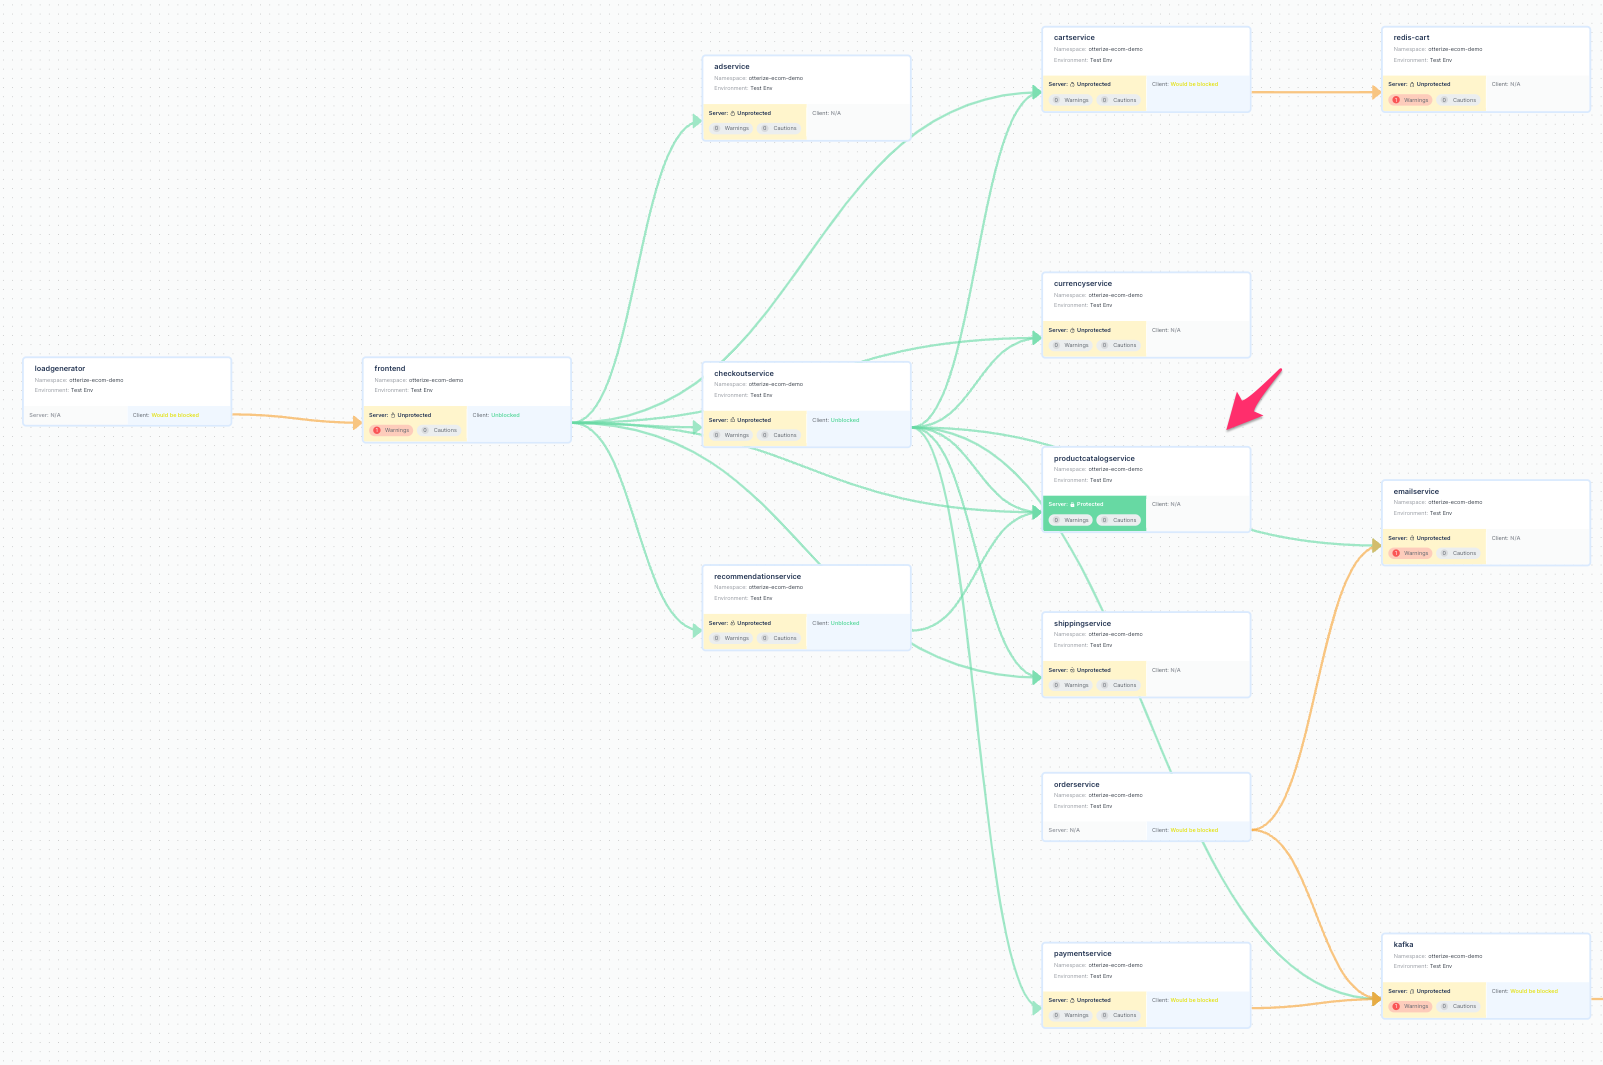 cartservice
Namespace: otterize-ecom-demo
Environment: Test Env
Server: Unprotected
Client: Would be blocked
0 Warnings 0 Cautions
redis-cart
Namespace: otterize-ecom-demo
Environment: Test Env
Server: Unprotected
Client: N/A
1 Warnings 0 Cautions
adservice
Namespace: otterize-ecom-demo
Environment: Test Env
Server: Unprotected
Client: N/A
0 Warnings 0 Cautions
currencyservice
Namespace: otterize-ecom-demo
Environment: Test Env
Server: Unprotected
Client: N/A
0 Warnings 0 Cautions
loadgenerator
Namespace: otterize-ecom-demo
Environment: Test Env
Server: N/A
Client: Would be blocked
frontend
Namespace: otterize-ecom-demo
Environment: Test Env
Server: Unprotected
Client: Unblocked
1 Warnings 0 Cautions
checkoutservice
Namespace: otterize-ecom-demo
Environment: Test Env
Server: Unprotected
Client: Unblocked
0 Warnings 0 Cautions
productcatalogservice
Namespace: otterize-ecom-demo
Environment: Test Env
Server: Protected
Client: N/A
0 Warnings 0 Cautions
emailservice
Namespace: otterize-ecom-demo
Environment: Test Env
Server: Unprotected
Client: N/A
1 Warnings 0 Cautions
recommendationservice
Namespace: otterize-ecom-demo
Environment: Test Env
Server: Unprotected
Client: Unblocked
0 Warnings 0 Cautions
shippingservice
Namespace: otterize-ecom-demo
Environment: Test Env
Server: Unprotected
Client: N/A
0 Warnings 0 Cautions
orderservice
Namespace: otterize-ecom-demo
Environment: Test Env
Server: N/A
Client: Would be blocked
paymentservice
Namespace: otterize-ecom-demo
Environment: Test Env
Server: Unprotected
Client: Would be blocked
0 Warnings 0 Cautions
kafka
Namespace: otterize-ecom-demo
Environment: Test Env
Server: Unprotected
Client: Would be blocked
1 Warnings 0 Cautions